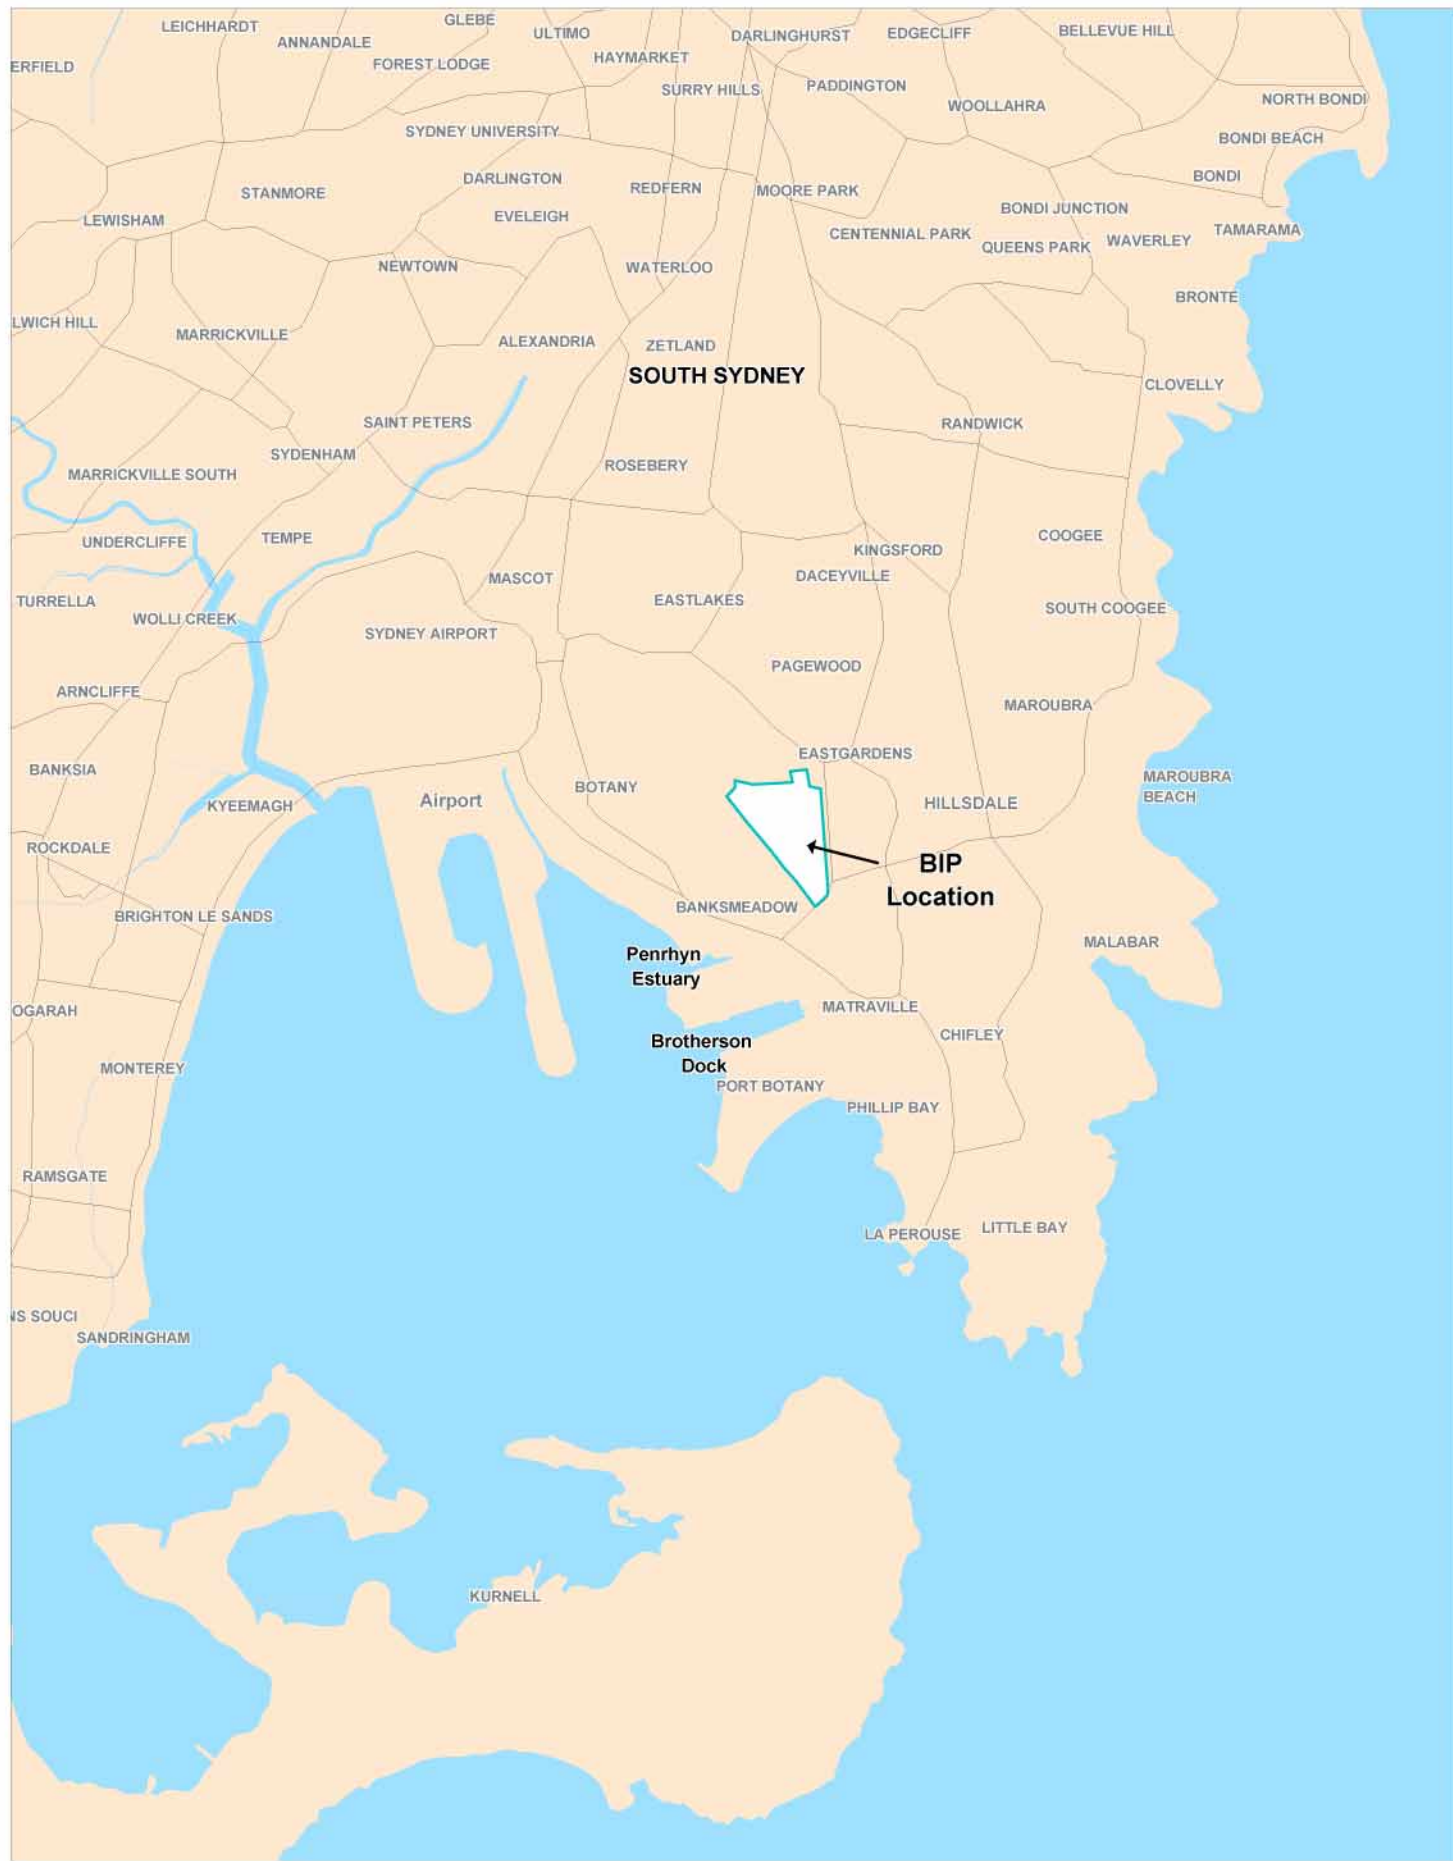 LEICHHARDT
ANNANDALE
GLEBE
ULTIMO
FOREST LODGE
HAYMARKET
DARLINGHURST
EDGECLIFF
BELLEVUE HILL
ERFIELD
SURRY HILLS
PADDINGTON
WOOLLAHRA
NORTH BONDI
SYDNEY UNIVERSITY
BONDI BEACH
DARLINGTON
REDFERN
MOORE PARK
BONDI
STANMORE
EVELEIGH
BONDI JUNCTION
LEWISHAM
CENTENNIAL PARK
QUEENS PARK
WAVERLEY
TAMARAMA
NEWTOWN
WATERLOO
BRONTE
LWICH HILL
MARRICKVILLE
ALEXANDRIA
ZETLAND
SOUTH SYDNEY
CLOVELLY
SAINT PETERS
RANDWICK
SYDENHAM
MARRICKVILLE SOUTH
ROSEBERY
UNDERCLIFFE
TEMPE
COOGEE
KINGSFORD
MASCOT
DACEYVILLE
TURRELLA
EASTLAKES
SOUTH COOGEE
WOLLI CREEK
SYDNEY AIRPORT
PAGEWOOD
ARNCLIFFE
MAROUBRA
EASTGARDENS
BANKSIA
BOTANY
MAROUBRA
BEACH
KYEEMAGH
Airport
HILLSDALE
ROCKDALE
BIP
Location
BRIGHTON LE SANDS
BANKSMEADOW
MALABAR
Penrhyn
Estuary
OGARAH
MATRAVILLE
CHIFLEY
Brotherson
Dock
MONTEREY
PORT BOTANY
PHILLIP BAY
RAMSGATE
LA PEROUSE
LITTLE BAY
NS SOUCI
SANDRINGHAM
KURNELL